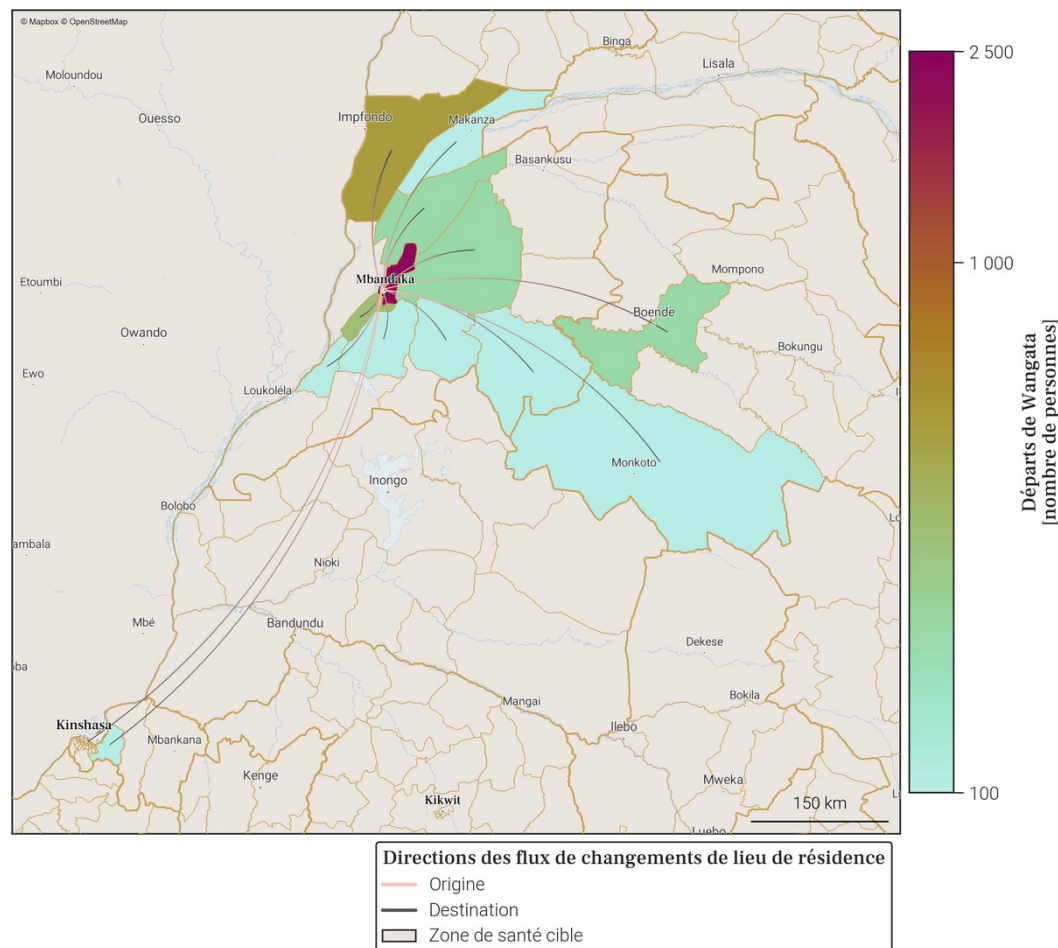 © Mapbox © OpenStreetMap
Binga
Moloundou
Lisala
Ouesso
Impfondo
Makanza
Basankusu
Mbandaka
Mompono
Etoumbi
Boende
Owando
Bokungu
Ewo
Loukoléla
Monkoto
Inongo
Bolobo
ambala
Nioki
Mbé
Bandundu
Dekese
Mangai
Bokila
Kinshasa
Mbankana
Ilebo
Kenge
Mweka
Kikwit
Luebo
150 km
2 500
1 000
100
Départs de Wangata
[nombre de personnes]
Directions des flux de changements de lieu de résidence
Origine
Destination
Zone de santé cible